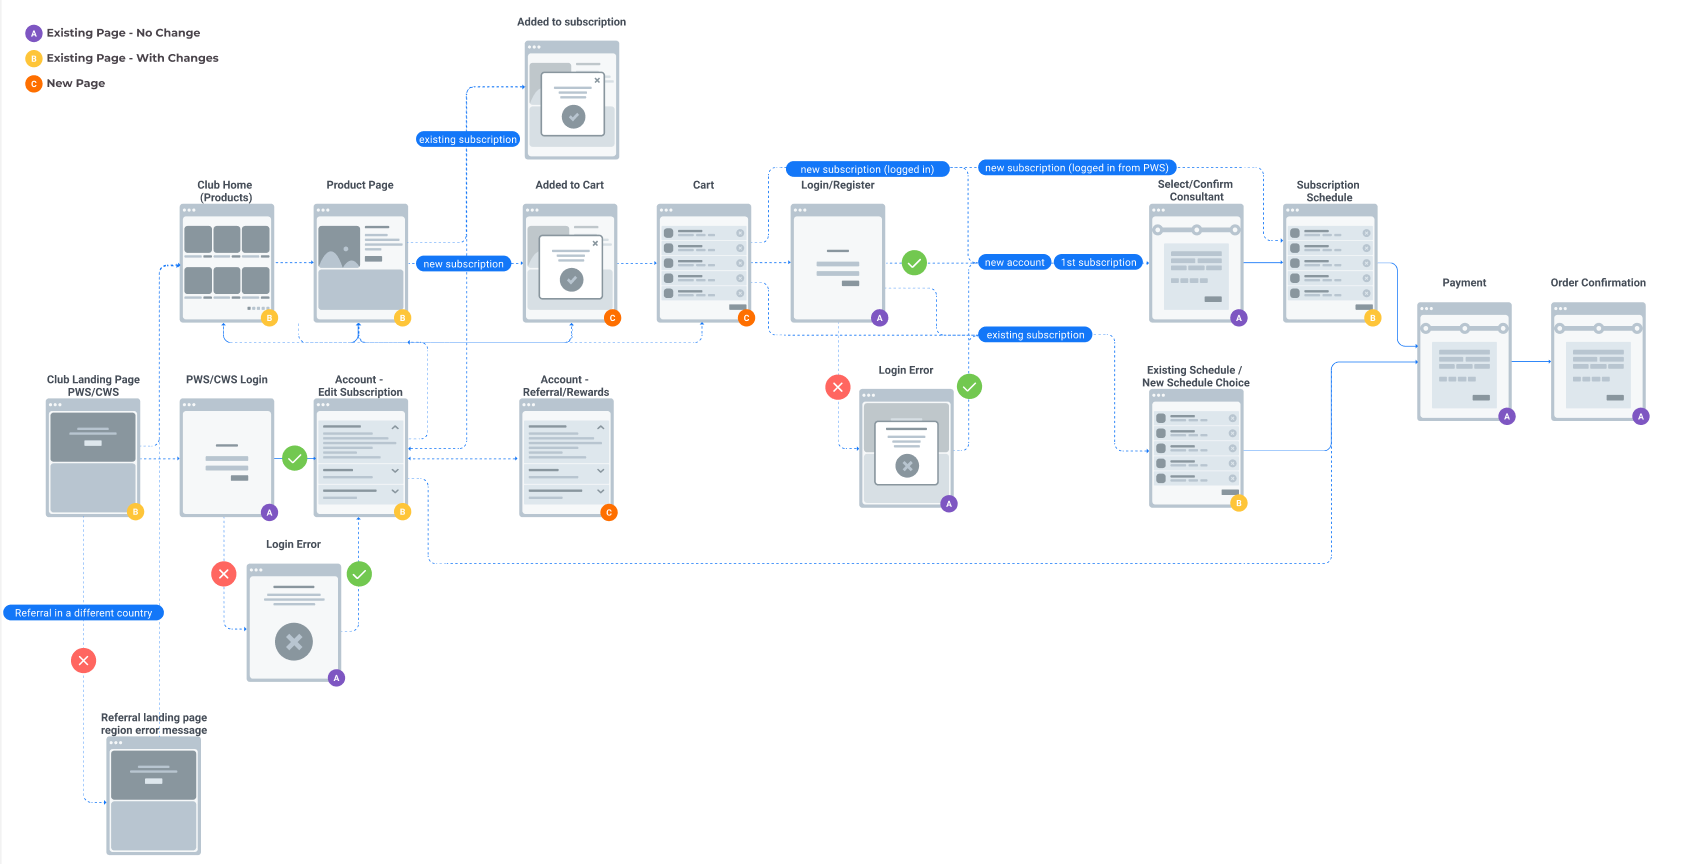 Added to subscription
A Existing Page - No Change
B Existing Page - With Changes
C New Page
existing subscription
new subscription (logged in)
new subscription (logged in from PWS)
Club Home
(Products)
Product Page
Added to Cart
Cart
Login/Register
Select/Confirm
Consultant
Subscription
Schedule
new subscription
new account
1st subscription
Payment
Order Confirmation
B
B
C
C
A
A
B
existing subscription
Club Landing Page
PWS/CWS
PWS/CWS Login
Account -
Edit Subscription
Account -
Referral/Rewards
Login Error
Existing Schedule /
New Schedule Choice
A
A
B
A
B
C
A
B
Login Error
Referral in a different country
A
Referral landing page
region error message